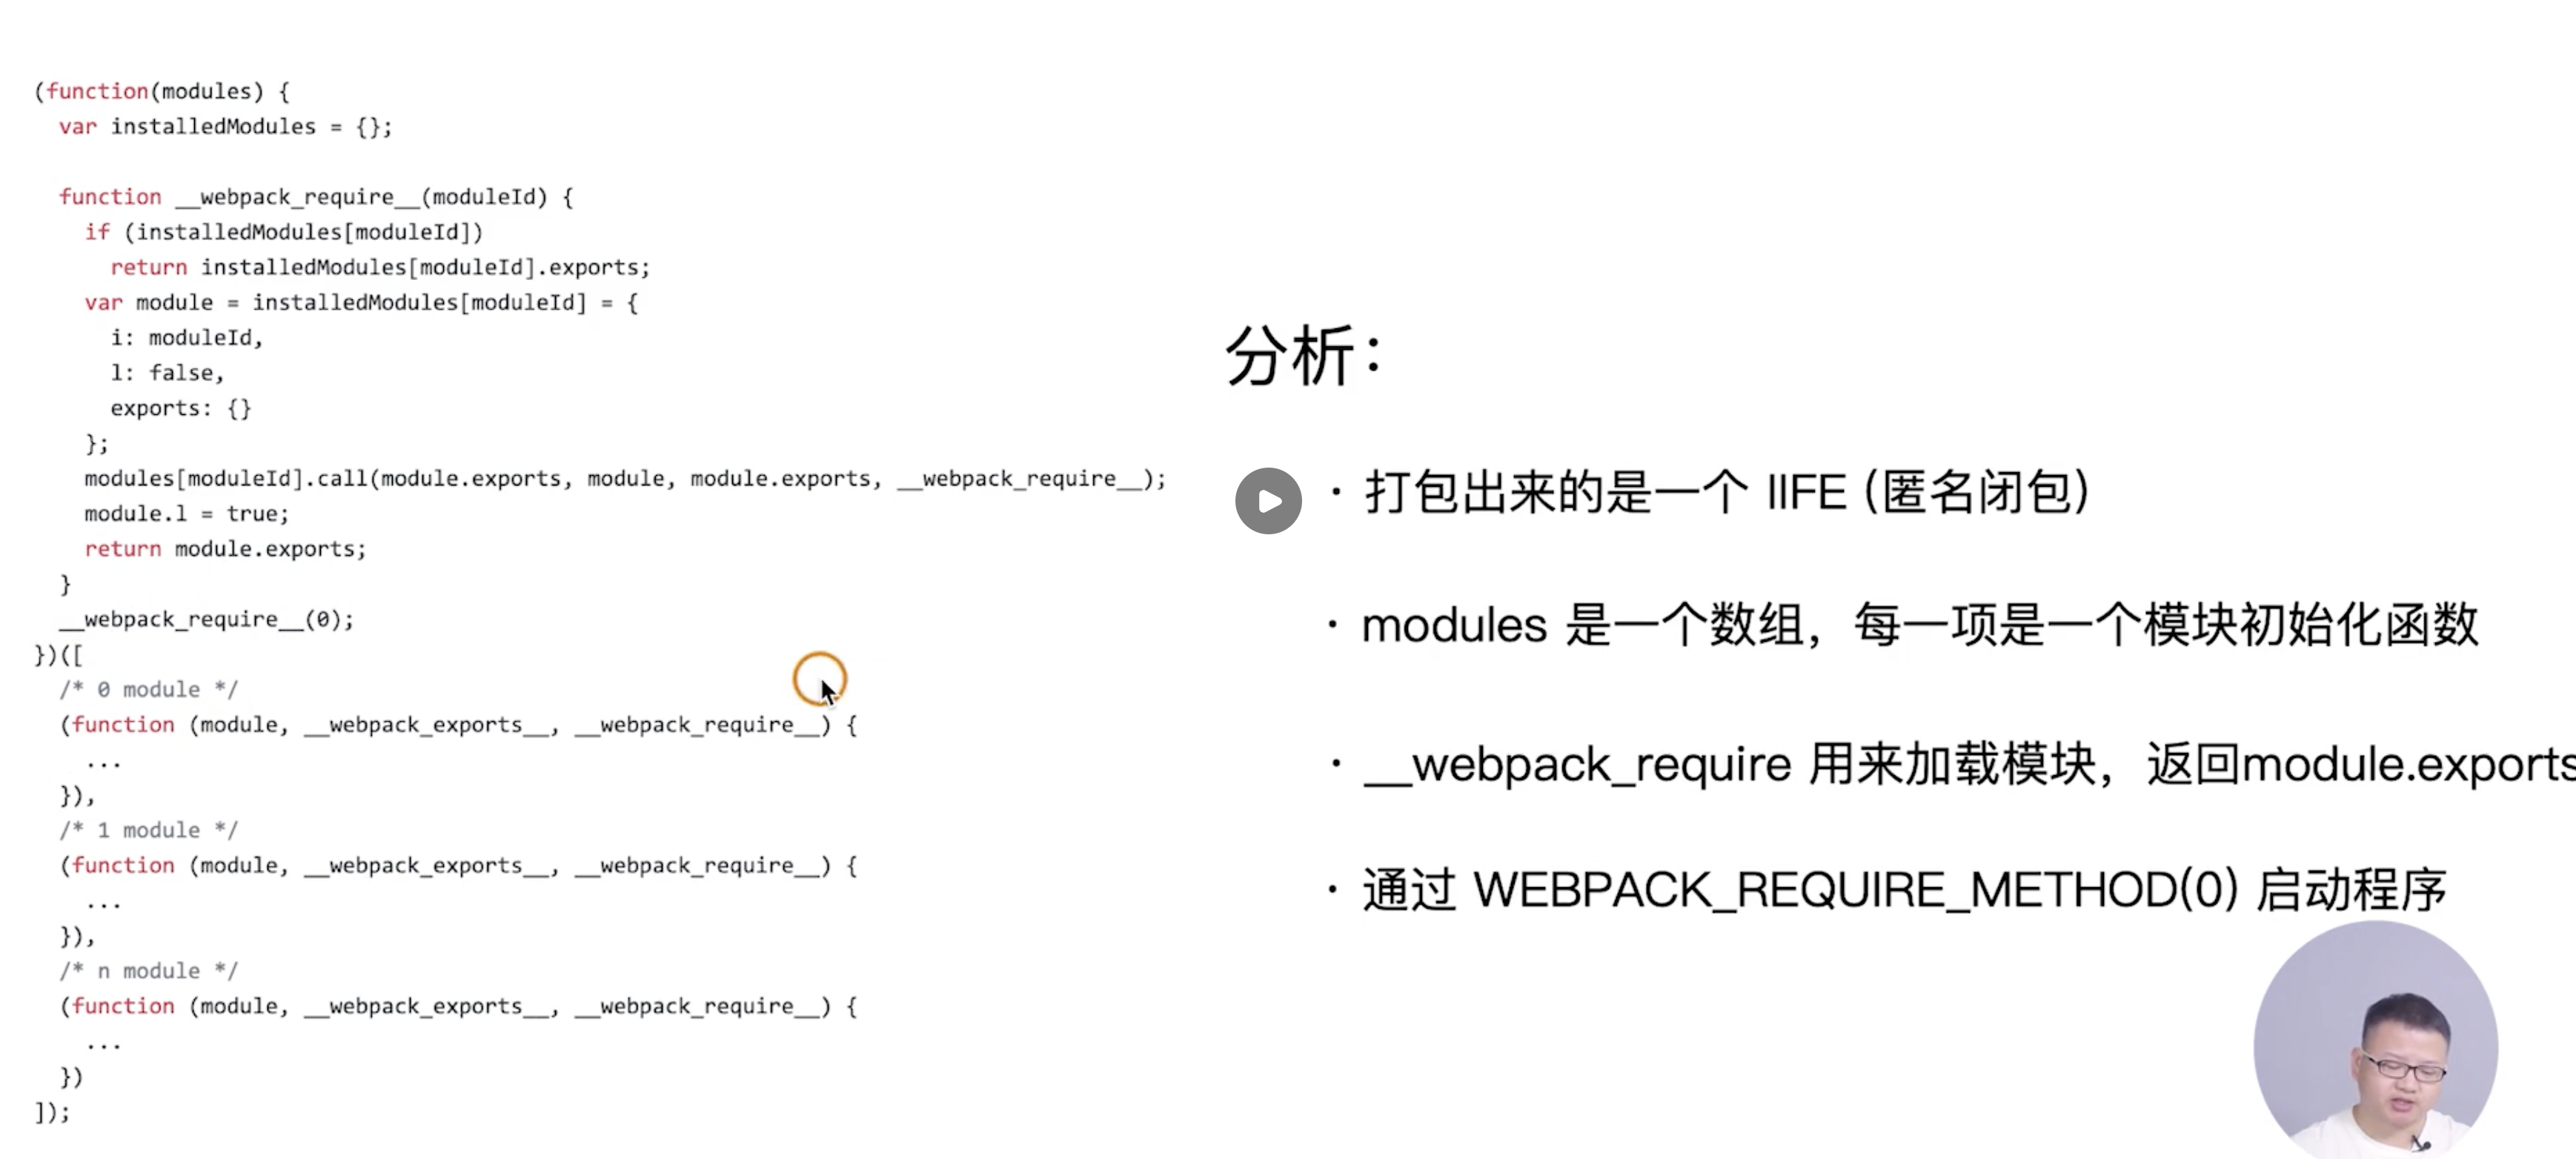 (function(modules) {
var installedModules = {};
function __webpack_require__(moduleId) {
if (installedModules[moduleId])
return installedModules[moduleId].exports;
var module = installedModules[moduleId] = {
i: moduleId,
l: false,
exports: {}
};
modules[moduleId].call(module.exports, module, module.exports, __webpack_require__);
module.l = true;
return module.exports;
}
__webpack_require__(0);
})([
/* 0 module */
(function (module, __webpack_exports__, __webpack_require__) {
...
}),
/* 1 module */
(function (module, __webpack_exports__, __webpack_require__) {
...
}),
/* n module */
(function (module, __webpack_exports__, __webpack_require__) {
...
})
]);
分析：
· 打包出来的是一个 IIFE (匿名闭包)
· modules 是一个数组，每一项是一个模块初始化函数
· __webpack_require 用来加载模块，返回module.exports
· 通过 WEBPACK_REQUIRE_METHOD(0) 启动程序